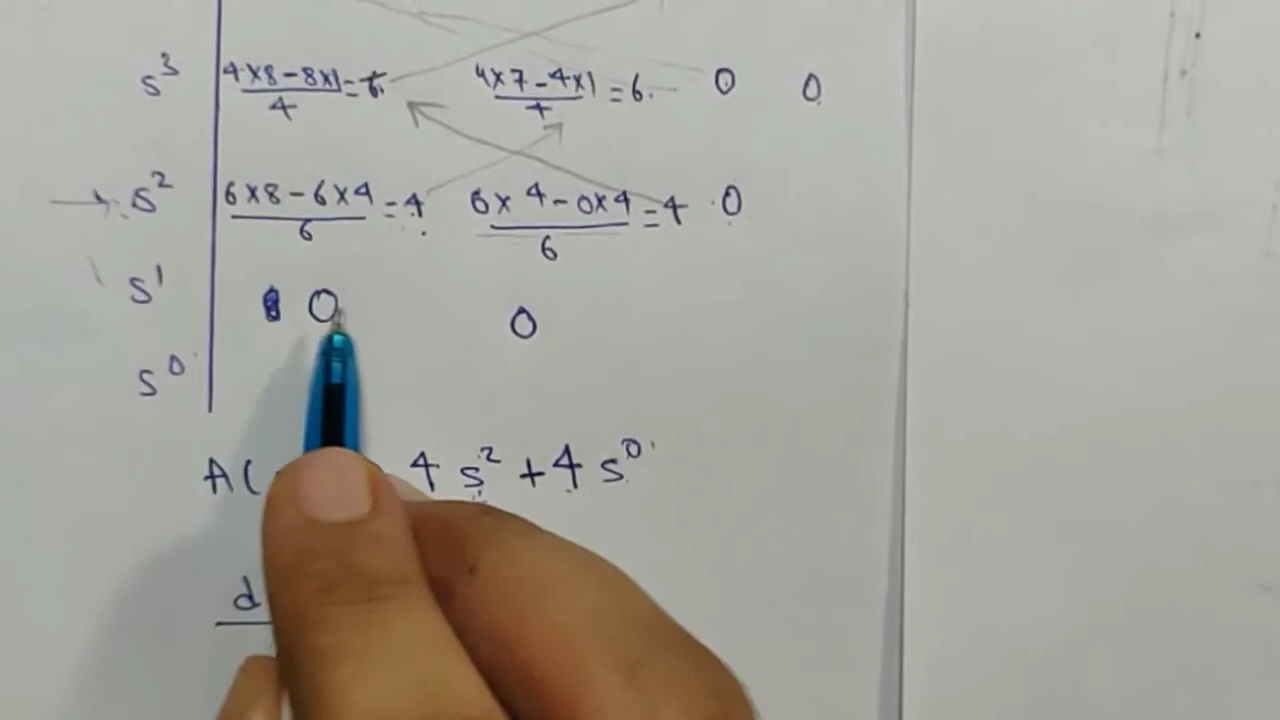 s³ (4×8-8×1)/4 = 6 (4×7-4×1)/4 = 6 0 0
s² (6×8-6×4)/6 = 4 (6×4-0×4)/6 = 4 0
s¹ 0 0
s⁰
A( 4s² + 4s⁰
d